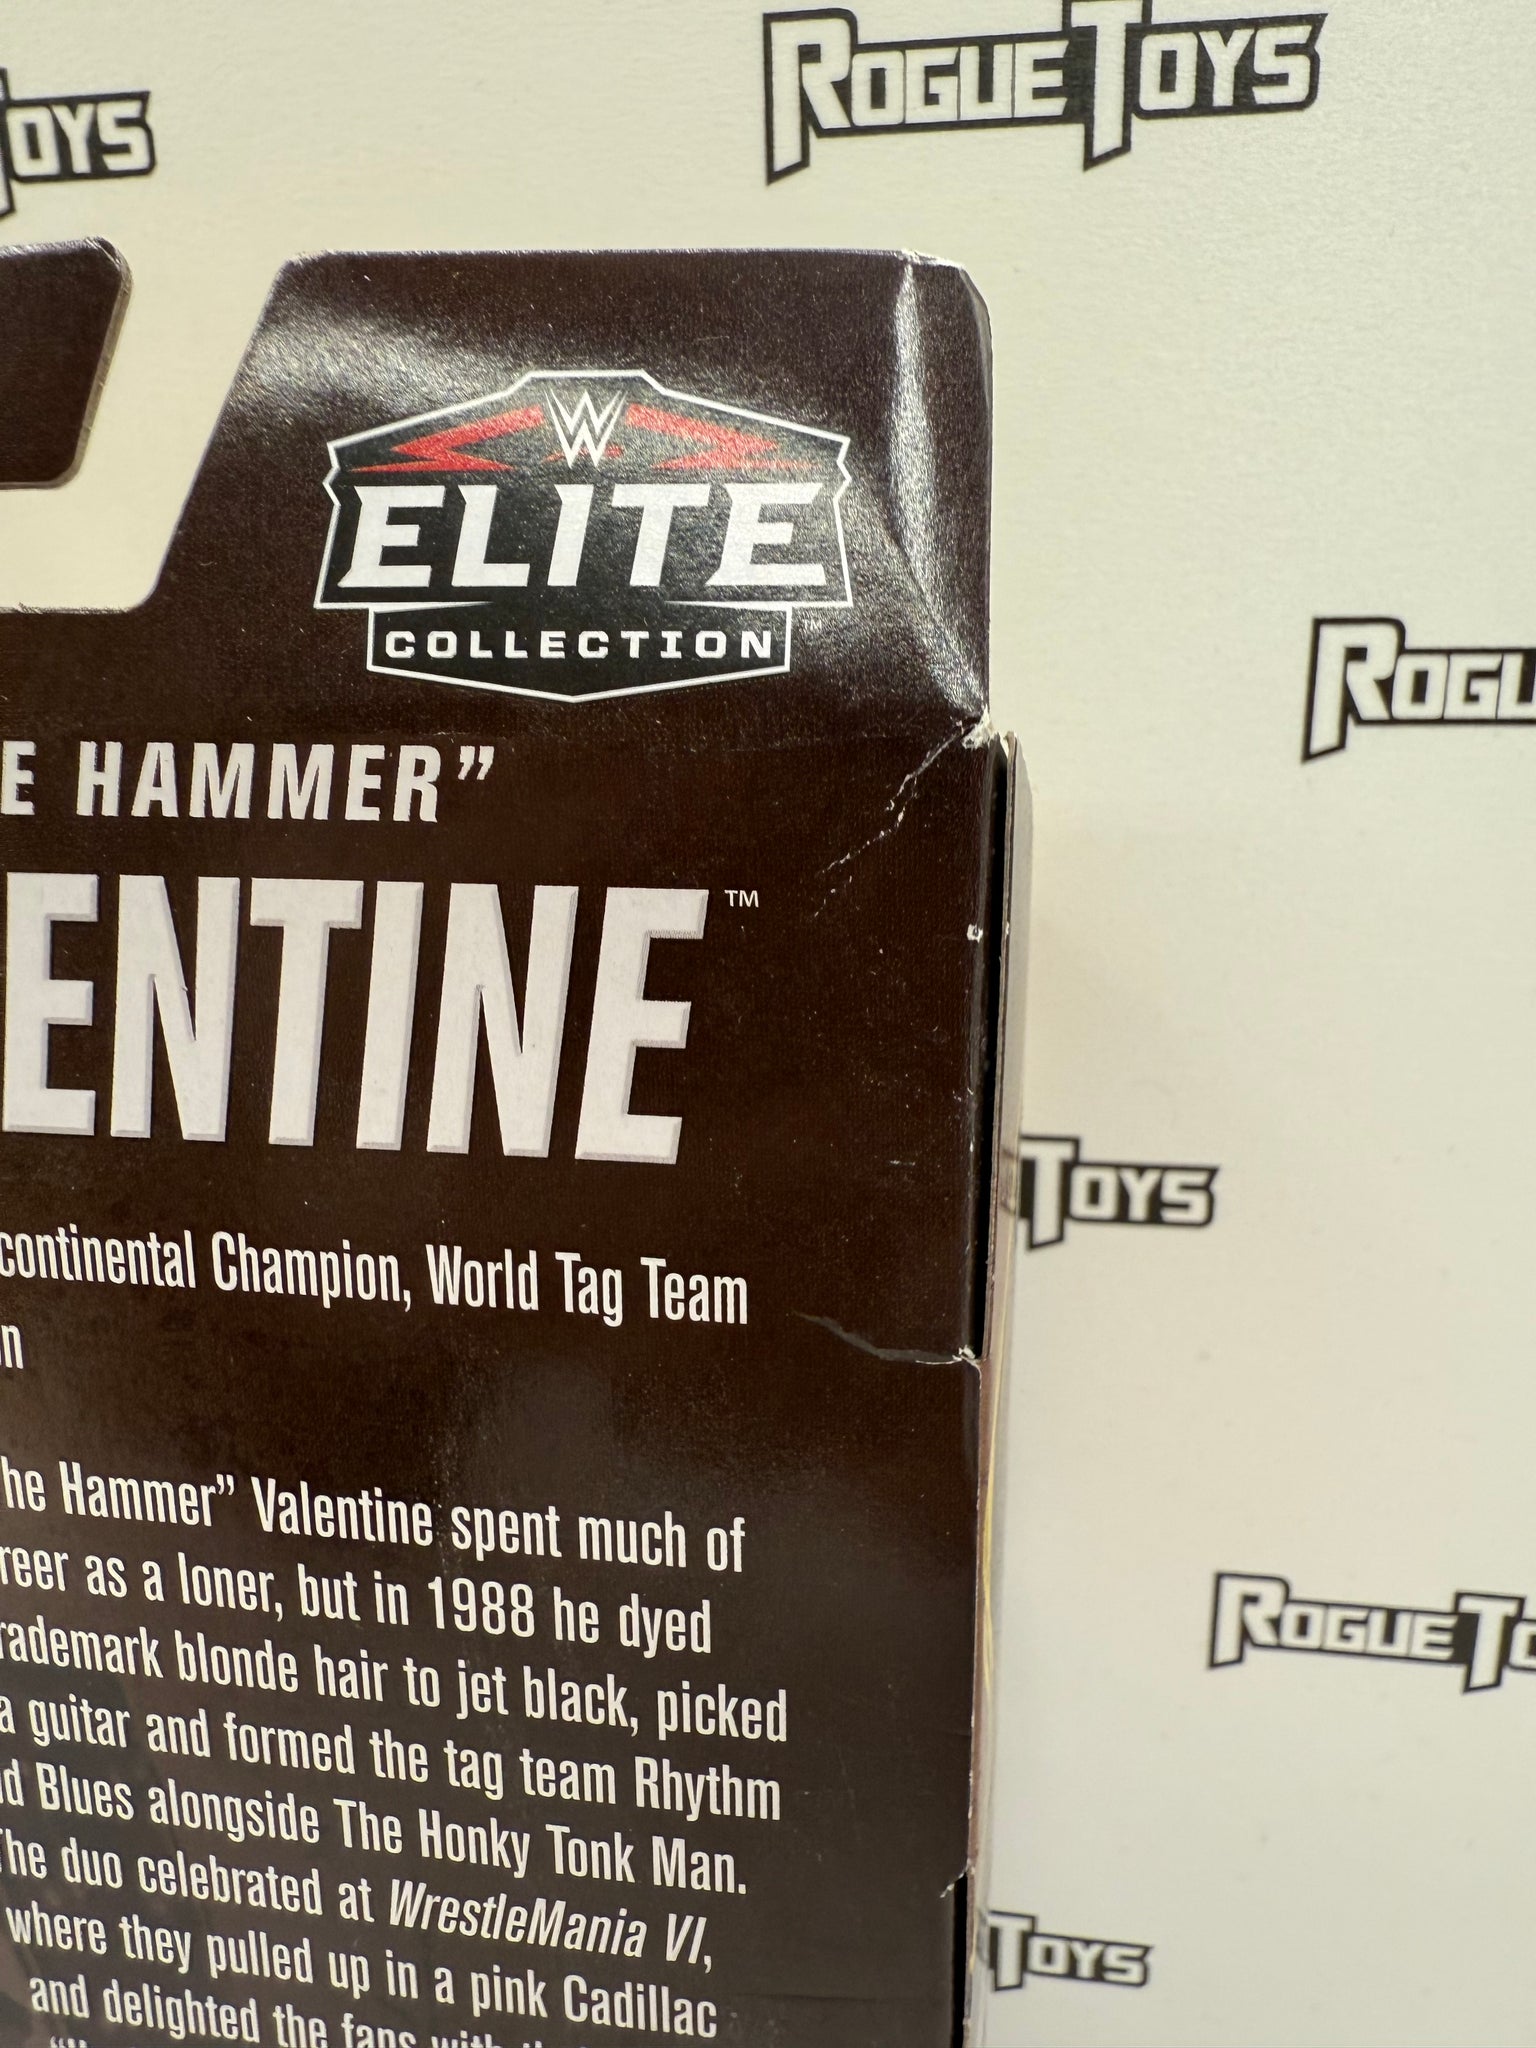 ROGUE TOYS
TOYS
W
ELITE
COLLECTION
ROGU
E HAMMER”
ENTINE™
TOYS
continental Champion, World Tag Team
n
he Hammer” Valentine spent much of
reer as a loner, but in 1988 he dyed
rademark blonde hair to jet black, picked
a guitar and formed the tag team Rhythm
d Blues alongside The Honky Tonk Man.
The duo celebrated at WrestleMania VI,
where they pulled up in a pink Cadillac
and delighted the fans with
ROGUE TO
TOYS